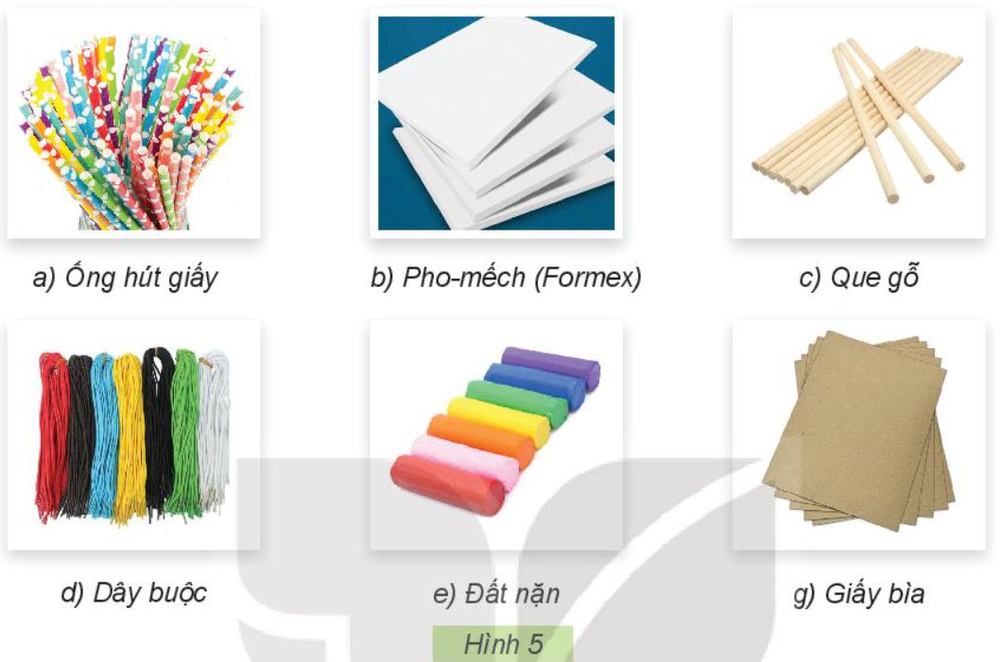 a) Ống hút giấy
b) Pho-mếch (Formex)
c) Que gỗ
d) Dây buộc
e) Đất nặn
g) Giấy bìa
Hình 5